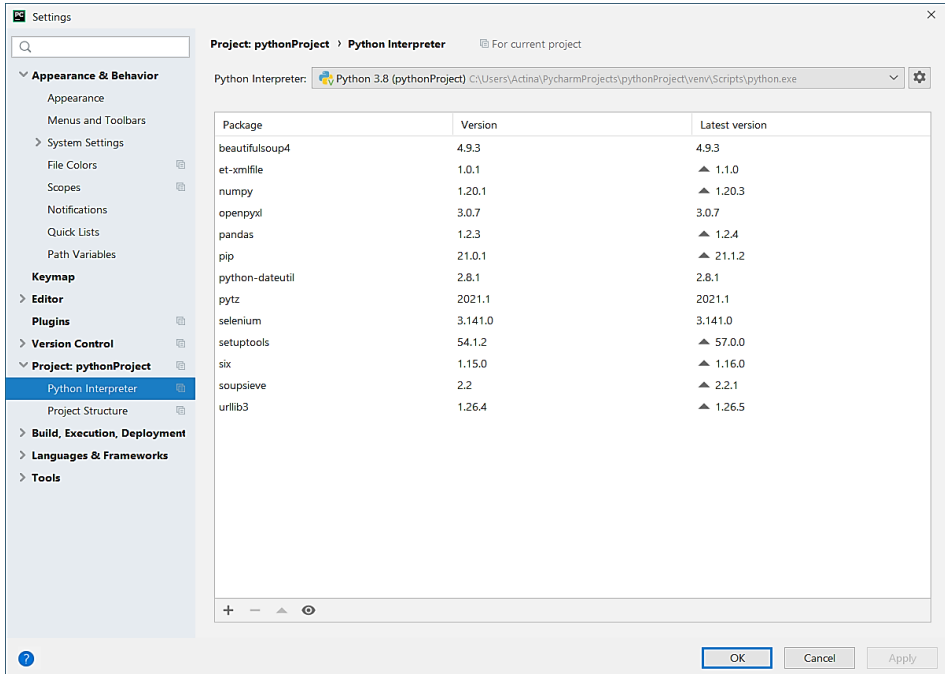 PC Settings
Project: pythonProject › Python Interpreter For current project
Python Interpreter: Python 3.8 (pythonProject) C:\Users\Actina\PycharmProjects\pythonProject\venv\Scripts\python.exe
Appearance & Behavior
Appearance
Menus and Toolbars
System Settings
File Colors
Scopes
Notifications
Quick Lists
Path Variables
Keymap
Editor
Plugins
Version Control
Project: pythonProject
Python Interpreter
Project Structure
Build, Execution, Deployment
Languages & Frameworks
Tools
Package Version Latest version
beautifulsoup4 4.9.3 4.9.3
et-xmlfile 1.0.1 1.1.0
numpy 1.20.1 1.20.3
openpyxl 3.0.7 3.0.7
pandas 1.2.3 1.2.4
pip 21.0.1 21.1.2
python-dateutil 2.8.1 2.8.1
pytz 2021.1 2021.1
selenium 3.141.0 3.141.0
setuptools 54.1.2 57.0.0
six 1.15.0 1.16.0
soupsieve 2.2 2.2.1
urllib3 1.26.4 1.26.5
? OK Cancel Apply